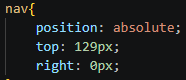 nav{
position: absolute;
top: 129px;
right: 0px;